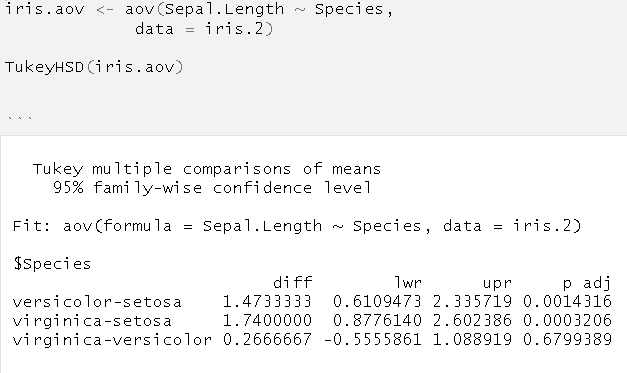 iris.aov <- aov(Sepal.Length ~ Species,
data = iris.2)
TukeyHSD(iris.aov)
```
Tukey multiple comparisons of means
95% family-wise confidence level
Fit: aov(formula = Sepal.Length ~ Species, data = iris.2)
$Species
diff lwr upr p adj
versicolor-setosa 1.4733333 0.6109473 2.335719 0.0014316
virginica-setosa 1.7400000 0.8776140 2.602386 0.0003206
virginica-versicolor 0.2666667 -0.5555861 1.088919 0.6799389